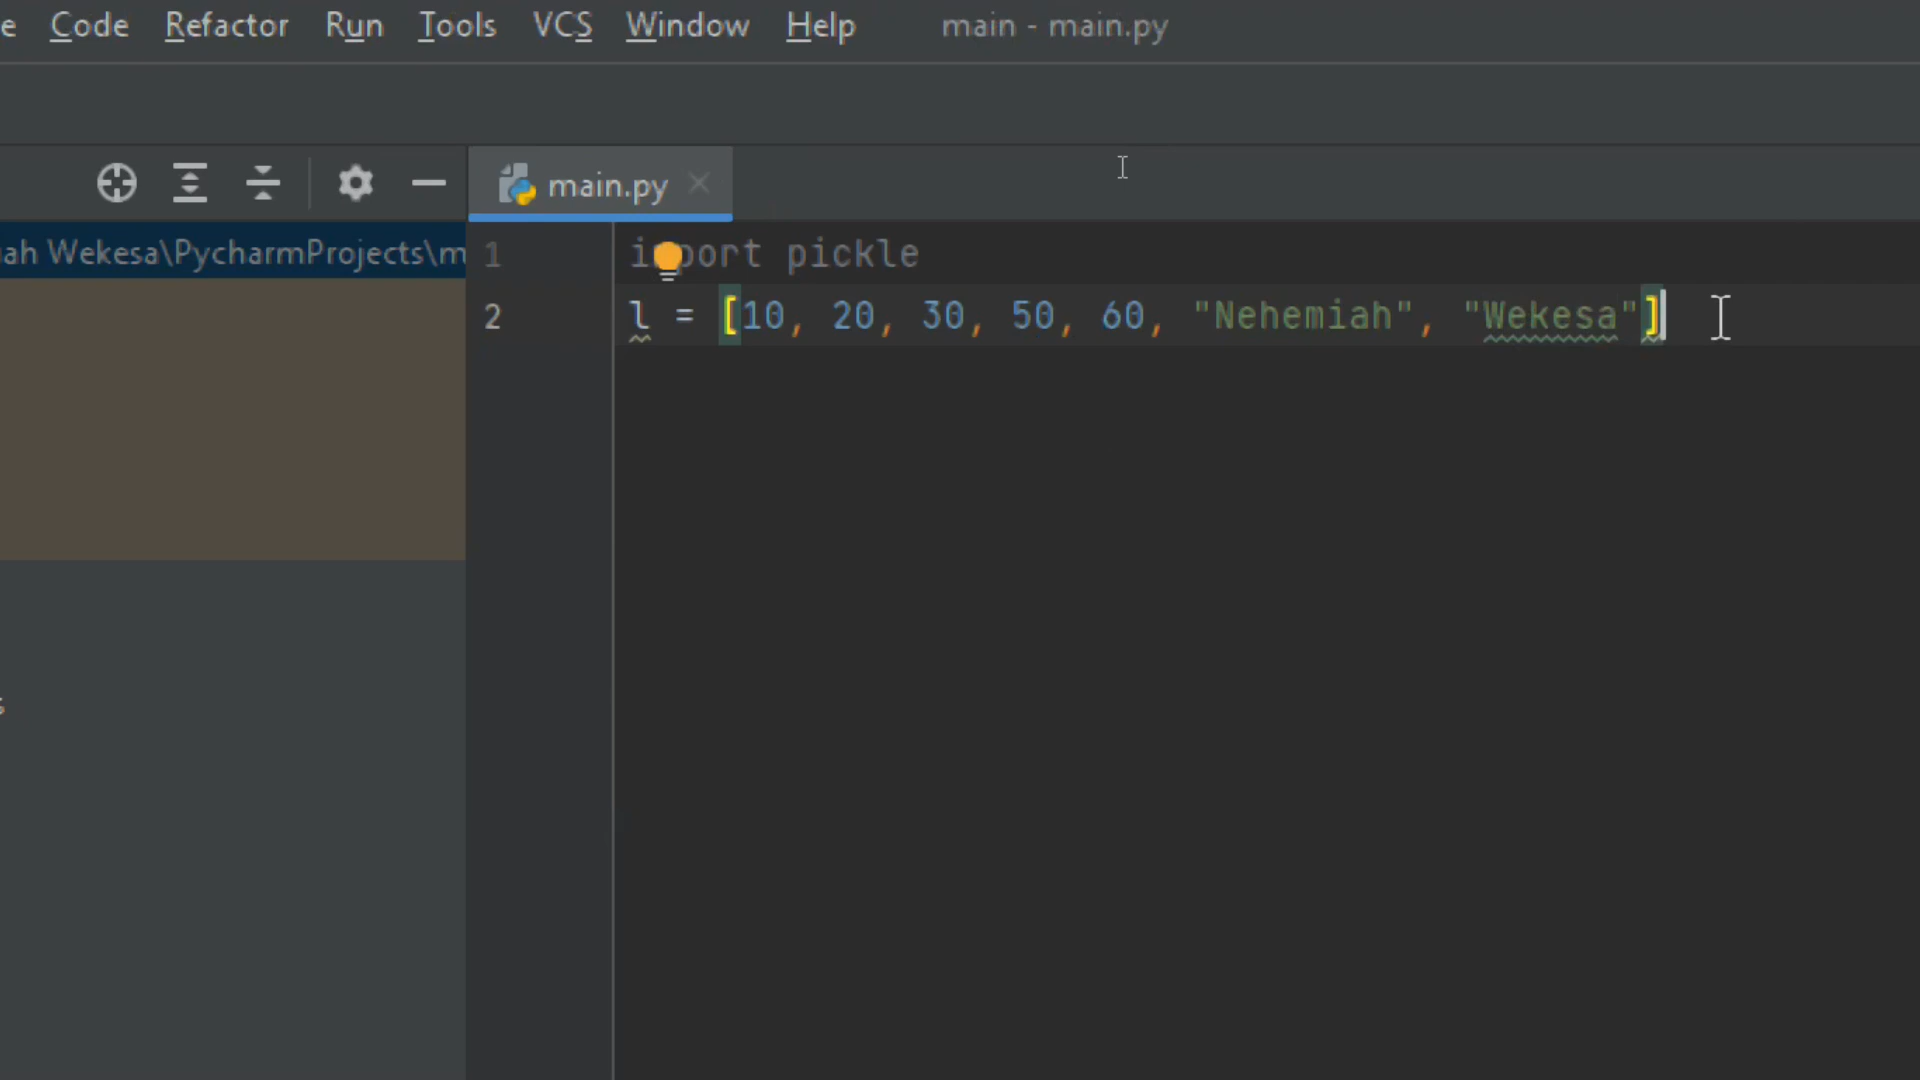 e Code Refactor Run Tools VCS Window Help main - main.py
main.py
ah Wekesa\PycharmProjects\m
1 import pickle
2 l = [10, 20, 30, 50, 60, "Nehemiah", "Wekesa"]
s